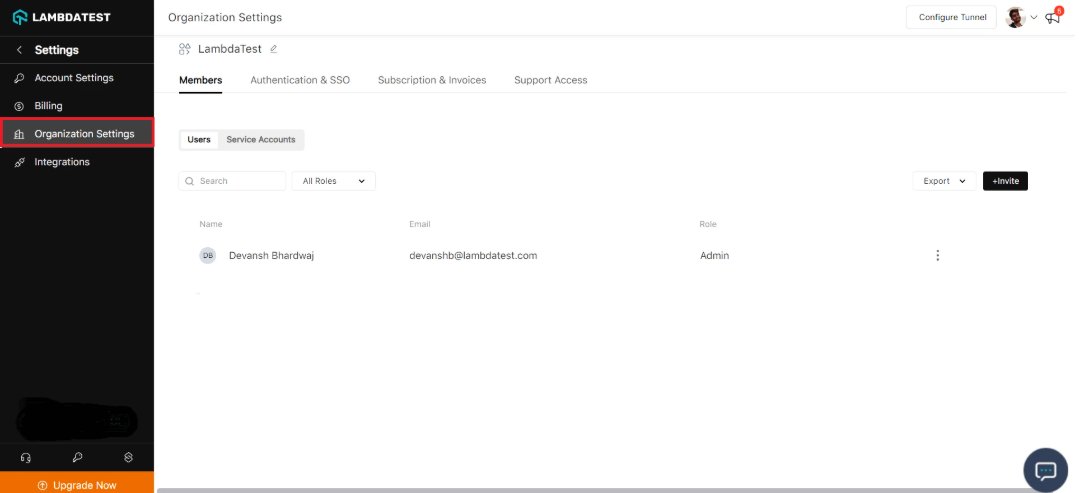 LAMBDATEST
Organization Settings
Configure Tunnel
5
Settings
Account Settings
Billing
Organization Settings
Integrations
Upgrade Now
LambdaTest
Members Authentication & SSO Subscription & Invoices Support Access
Users Service Accounts
Search All Roles Export +Invite
Name Email Role
DB Devansh Bhardwaj devanshb@lambdatest.com Admin